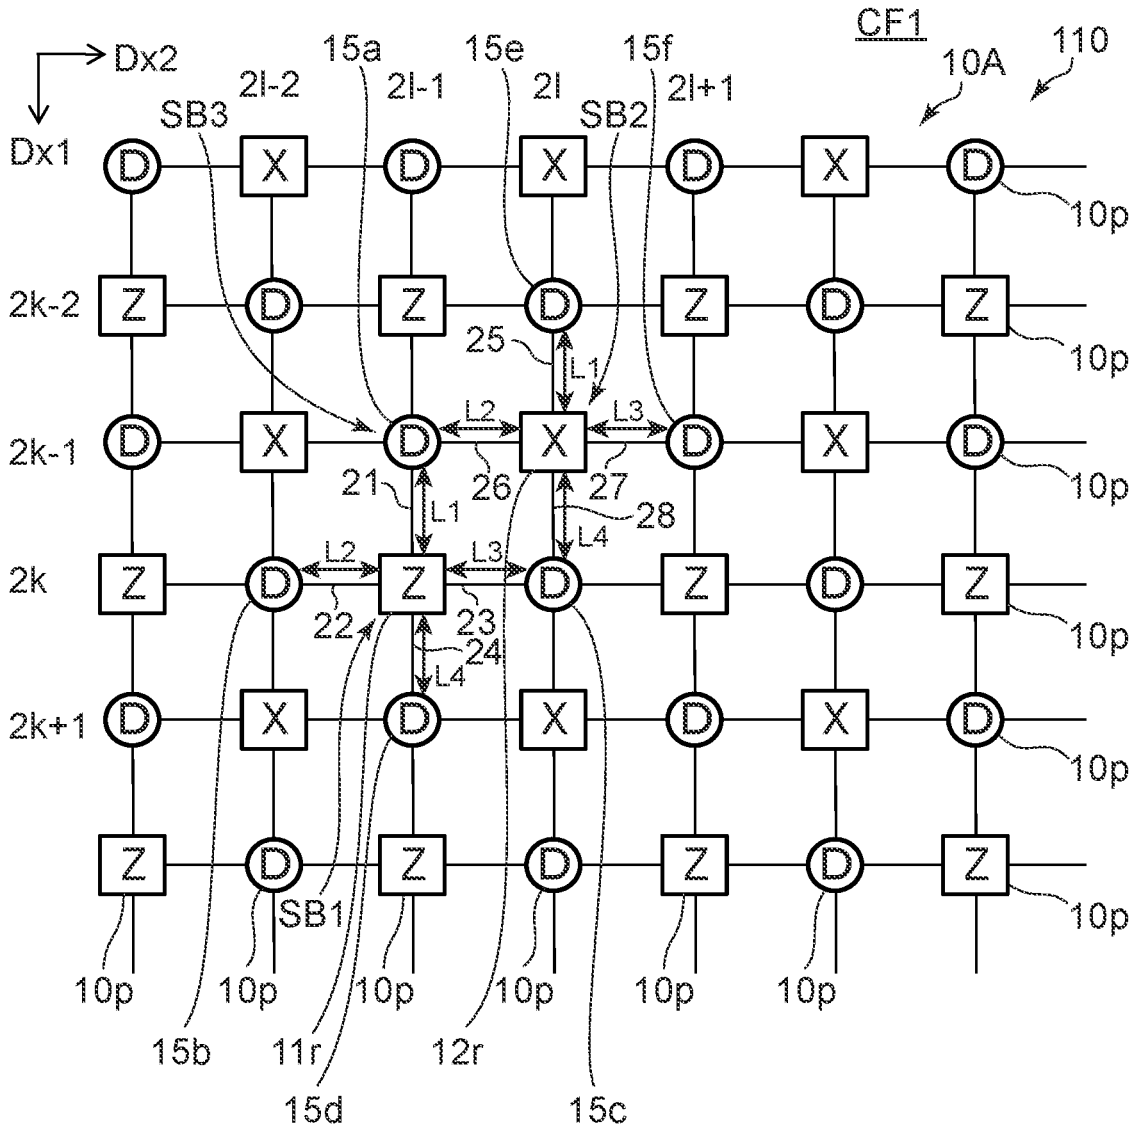 CF1
110
10A
15a 15e 15f
Dx2
2l-2 2l-1 2l 2l+1
SB3 SB2
Dx1
D X D X D X D
10p
2k-2 Z D Z D Z D Z
10p
25 L1
L2 L3
2k-1 D X D X D X D
26 27
10p
21 L1 28 L4
L2 L3
2k Z D Z D Z D Z
22 23
10p
24 L4
2k+1 D X D X D X D
10p
Z D Z D Z D Z
SB1
10p
10p 10p 10p 10p 10p 10p
15b 11r 12r
15d 15c